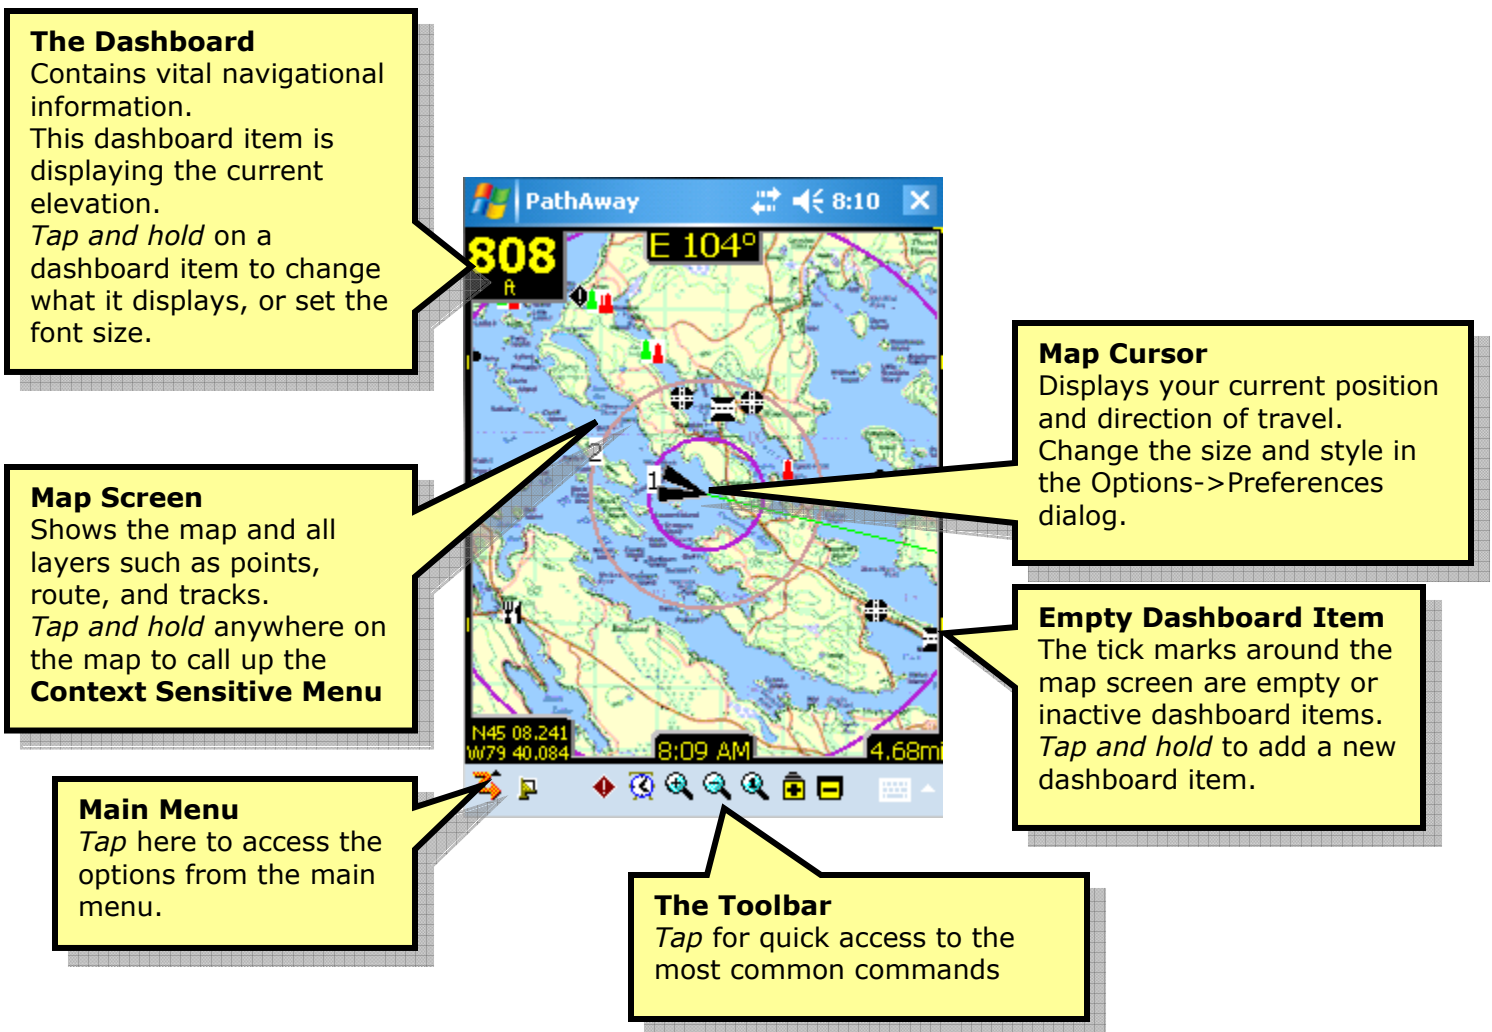 The Dashboard
Contains vital navigational
information.
This dashboard item is
displaying the current
elevation.
Tap and hold on a
dashboard item to change
what it displays, or set the
font size.
PathAway
8:10
808
ft
E 104°
2
1
N45 08.241
W79 40.084
8:09 AM
4.68mi
Map Cursor
Displays your current position
and direction of travel.
Change the size and style in
the Options->Preferences
dialog.
Map Screen
Shows the map and all
layers such as points,
route, and tracks.
Tap and hold anywhere on
the map to call up the
Context Sensitive Menu
Empty Dashboard Item
The tick marks around the
map screen are empty or
inactive dashboard items.
Tap and hold to add a new
dashboard item.
Main Menu
Tap here to access the
options from the main
menu.
The Toolbar
Tap for quick access to the
most common commands